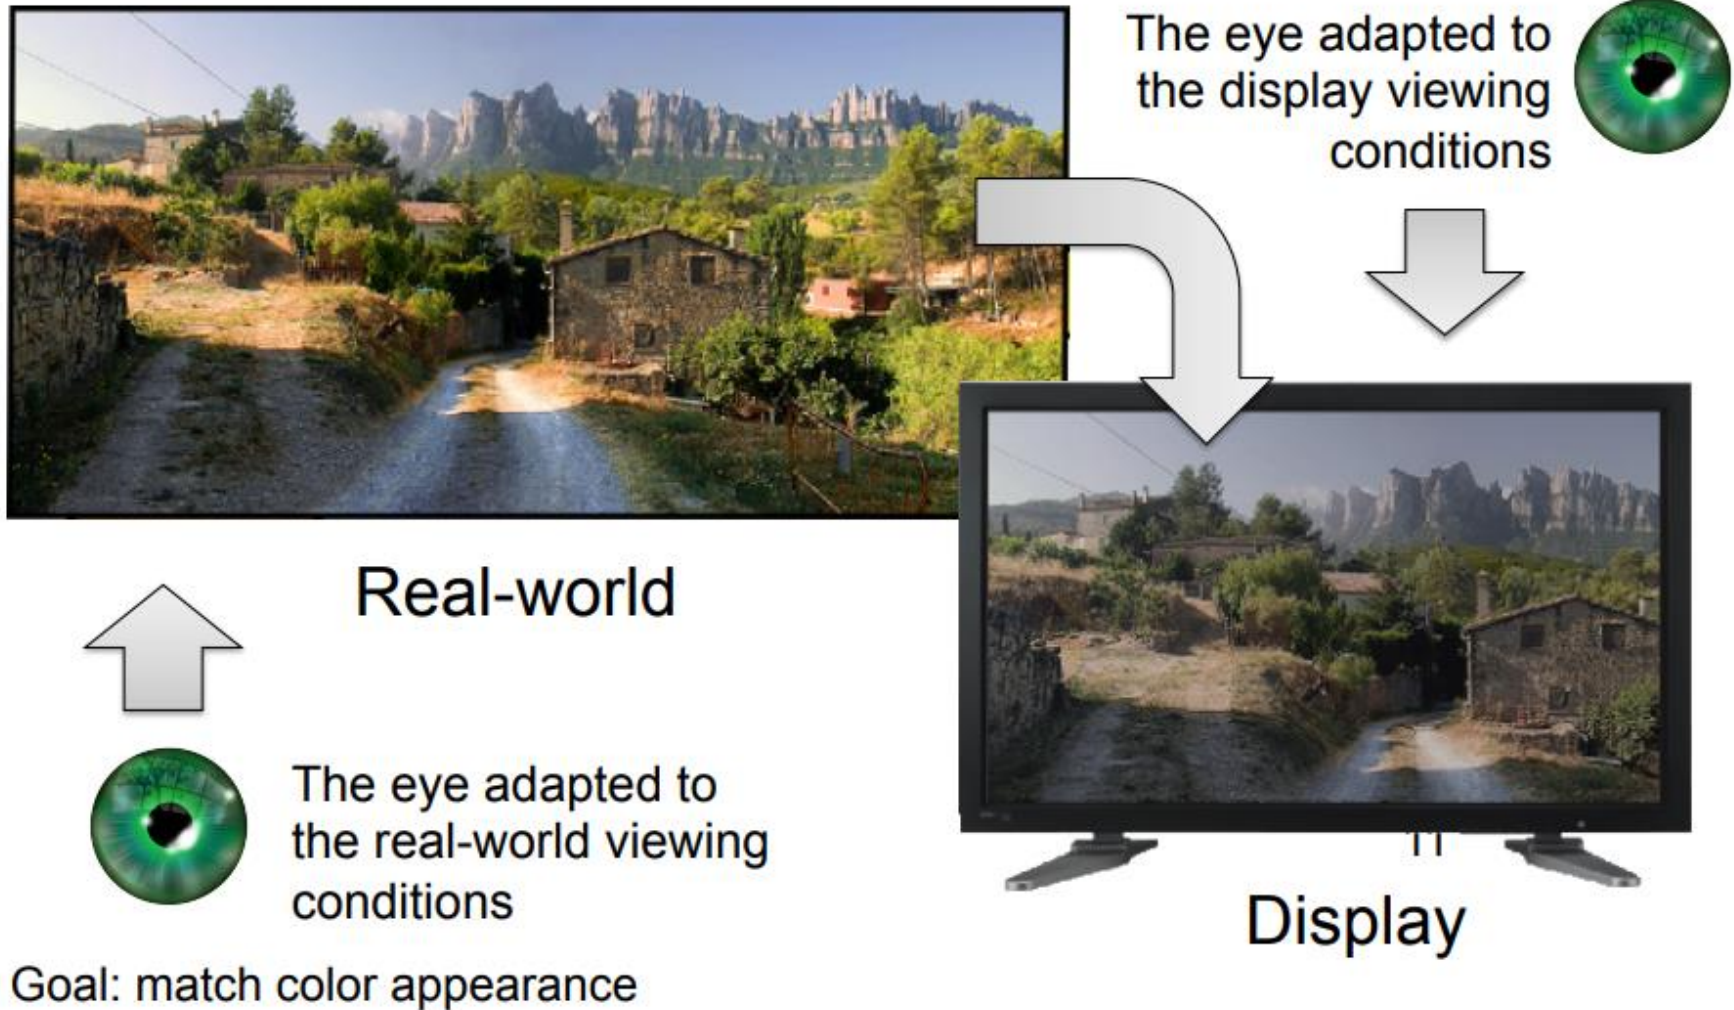 The eye adapted to
the display viewing
conditions
Real-world
The eye adapted to
the real-world viewing
conditions
11
Display
Goal: match color appearance